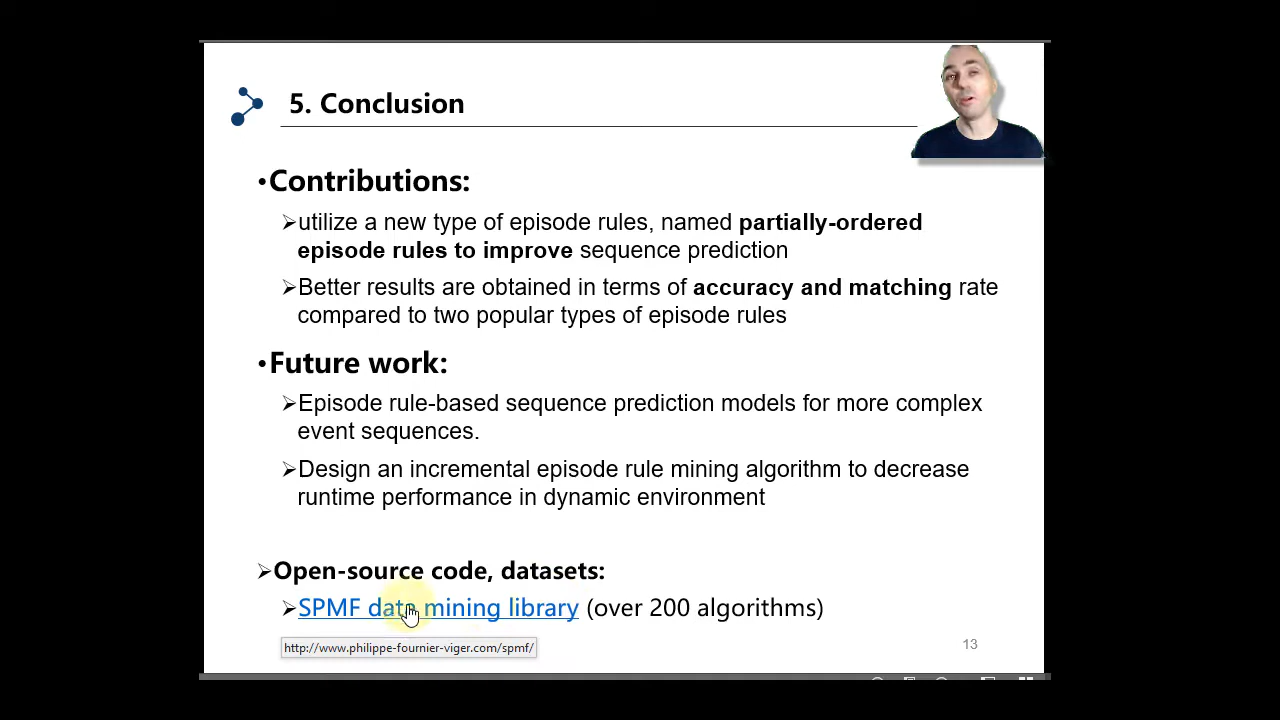 5. Conclusion
•Contributions:
➢utilize a new type of episode rules, named partially-ordered
episode rules to improve sequence prediction
➢Better results are obtained in terms of accuracy and matching rate
compared to two popular types of episode rules
•Future work:
➢Episode rule-based sequence prediction models for more complex
event sequences.
➢Design an incremental episode rule mining algorithm to decrease
runtime performance in dynamic environment
➢Open-source code, datasets:
➢SPMF data mining library (over 200 algorithms)
http://www.philippe-fournier-viger.com/spmf/
13